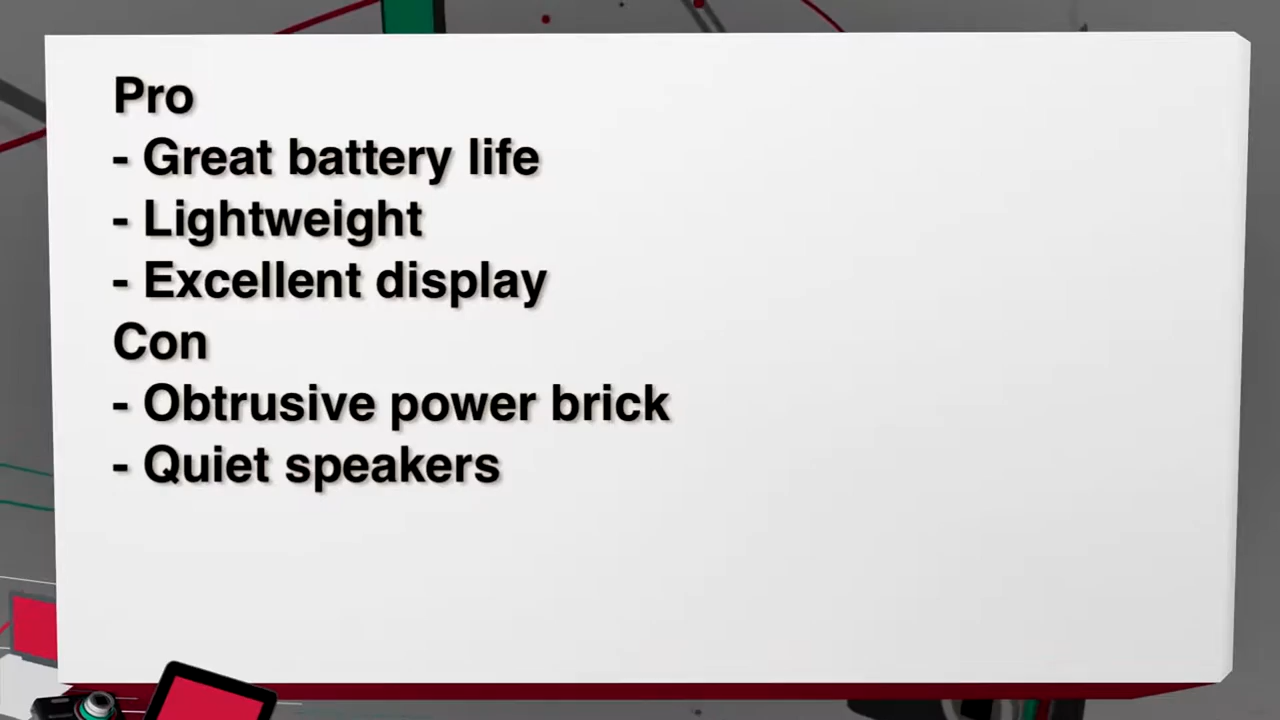 Pro
- Great battery life
- Lightweight
- Excellent display
Con
- Obtrusive power brick
- Quiet speakers